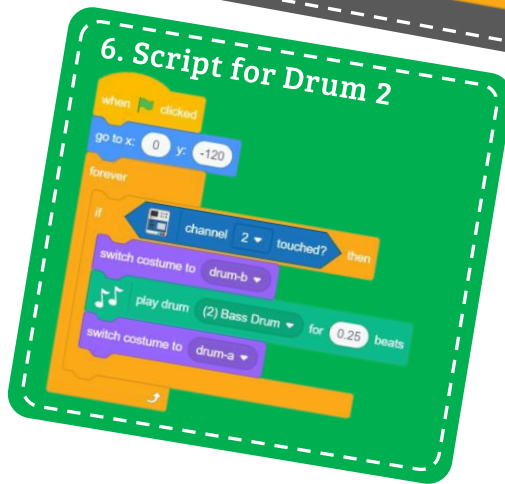 6. Script for Drum 2
when clicked
go to x: 0 y: -120
forever
if channel 2 touched? then
switch costume to drum-b
play drum (2) Bass Drum for 0.25 beats
switch costume to drum-a